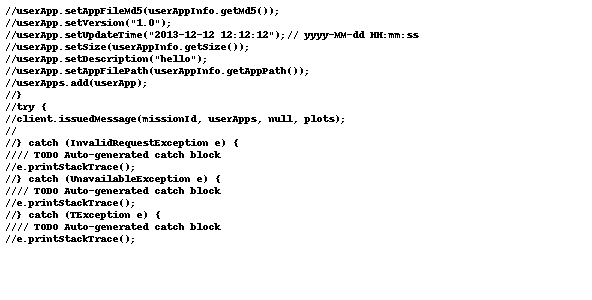 //userApp.setAppFileMd5(userAppInfo.getMd5());
//userApp.setVersion("1.0");
//userApp.setUpdateTime("2013-12-12 12:12:12");// yyyy-MM-dd HH:mm:ss
//userApp.setSize(userAppInfo.getSize());
//userApp.setDescription("hello");
//userApp.setAppFilePath(userAppInfo.getAppPath());
//userApps.add(userApp);
//}
//try {
//client.issuedMessage(missionId, userApps, null, plots);
//
//} catch (InvalidRequestException e) {
//// TODO Auto-generated catch block
//e.printStackTrace();
//} catch (UnavailableException e) {
//// TODO Auto-generated catch block
//e.printStackTrace();
//} catch (TException e) {
//// TODO Auto-generated catch block
//e.printStackTrace();